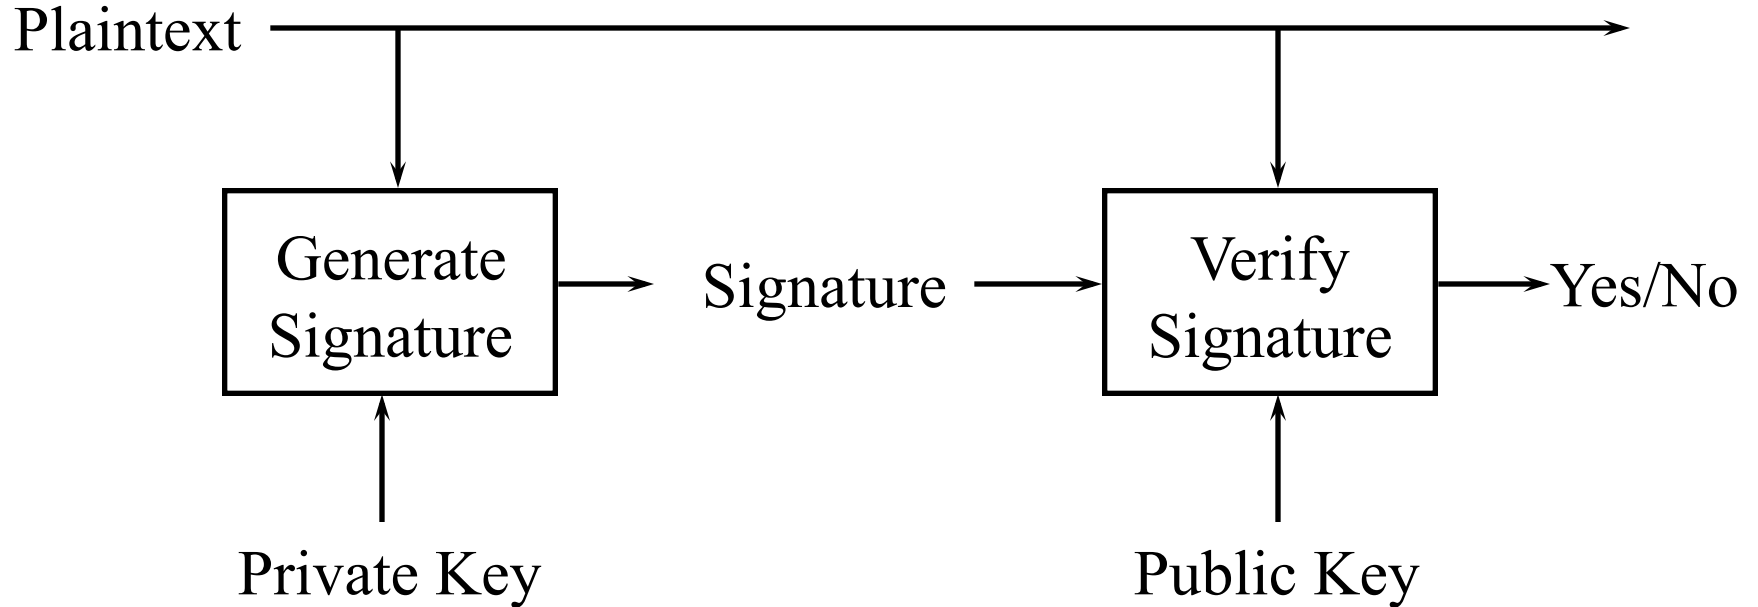 Plaintext
Generate
Signature
Signature
Verify
Signature
Yes/No
Private Key
Public Key